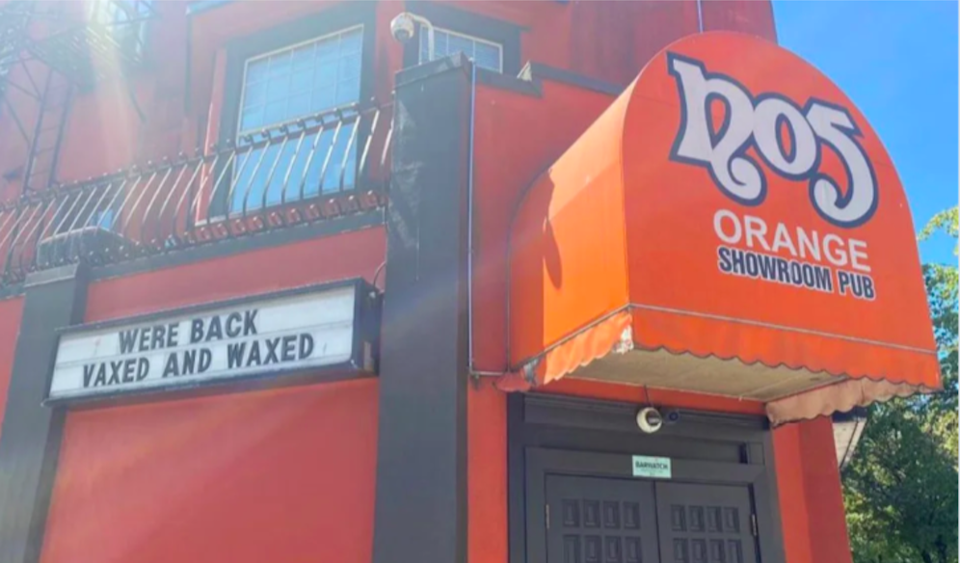 WERE BACK
VAXED AND WAXED
No5
ORANGE
SHOWROOM PUB
BARWATCH